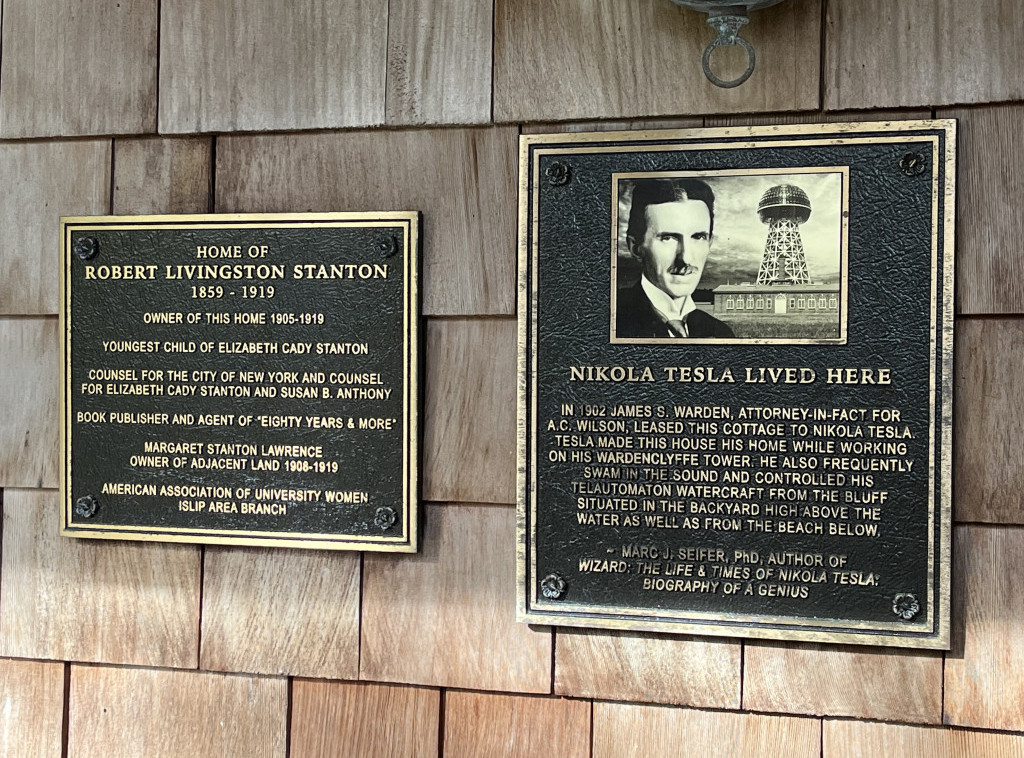 HOME OF
ROBERT LIVINGSTON STANTON
1859 - 1919
OWNER OF THIS HOME 1905-1919
YOUNGEST CHILD OF ELIZABETH CADY STANTON
COUNSEL FOR THE CITY OF NEW YORK AND COUNSEL
FOR ELIZABETH CADY STANTON AND SUSAN B. ANTHONY
BOOK PUBLISHER AND AGENT OF "EIGHTY YEARS & MORE"
MARGARET STANTON LAWRENCE
OWNER OF ADJACENT LAND 1908-1919
AMERICAN ASSOCIATION OF UNIVERSITY WOMEN
ISLIP AREA BRANCH
NIKOLA TESLA LIVED HERE
IN 1902 JAMES S. WARDEN, ATTORNEY-IN-FACT FOR
A.C. WILSON, LEASED THIS COTTAGE TO NIKOLA TESLA.
TESLA MADE THIS HOUSE HIS HOME WHILE WORKING
ON HIS WARDENCLYFFE TOWER. HE ALSO FREQUENTLY
SWAM IN THE SOUND AND CONTROLLED HIS
TELAUTOMATON WATERCRAFT FROM THE BLUFF
SITUATED IN THE BACKYARD HIGH ABOVE THE
WATER AS WELL AS FROM THE BEACH BELOW.
~ MARC J. SEIFER, PhD, AUTHOR OF
WIZARD: THE LIFE & TIMES OF NIKOLA TESLA:
BIOGRAPHY OF A GENIUS